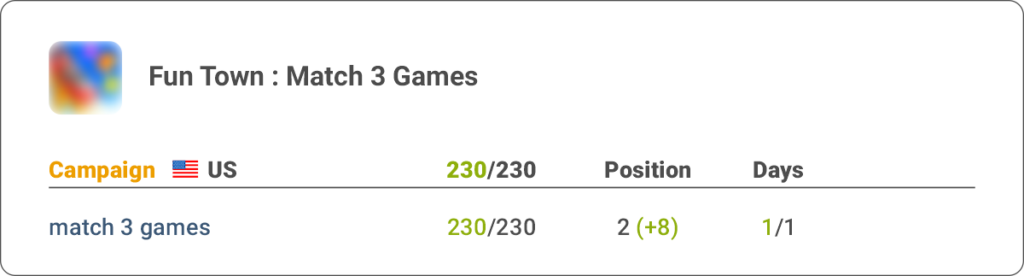 Fun Town : Match 3 Games
Campaign US 230/230 Position Days
match 3 games 230/230 2 (+8) 1/1